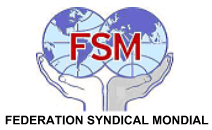 FSM
FEDERATION SYNDICAL MONDIAL